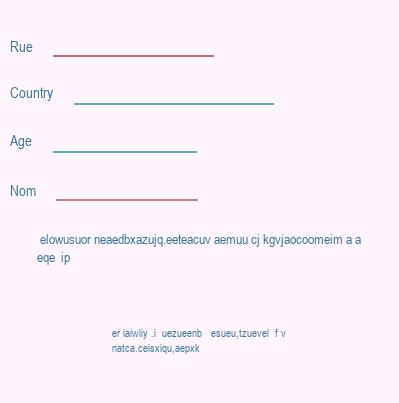 Rue
Country
Age
Nom
elowusuor neaedbxazujq.eeteacuv aemuu cj kgvjaocoomeim a a
eqe ip
er iaiwliy .i uezueenb esueu,tzuevel f v
natca.ceisxiqu,aepxk